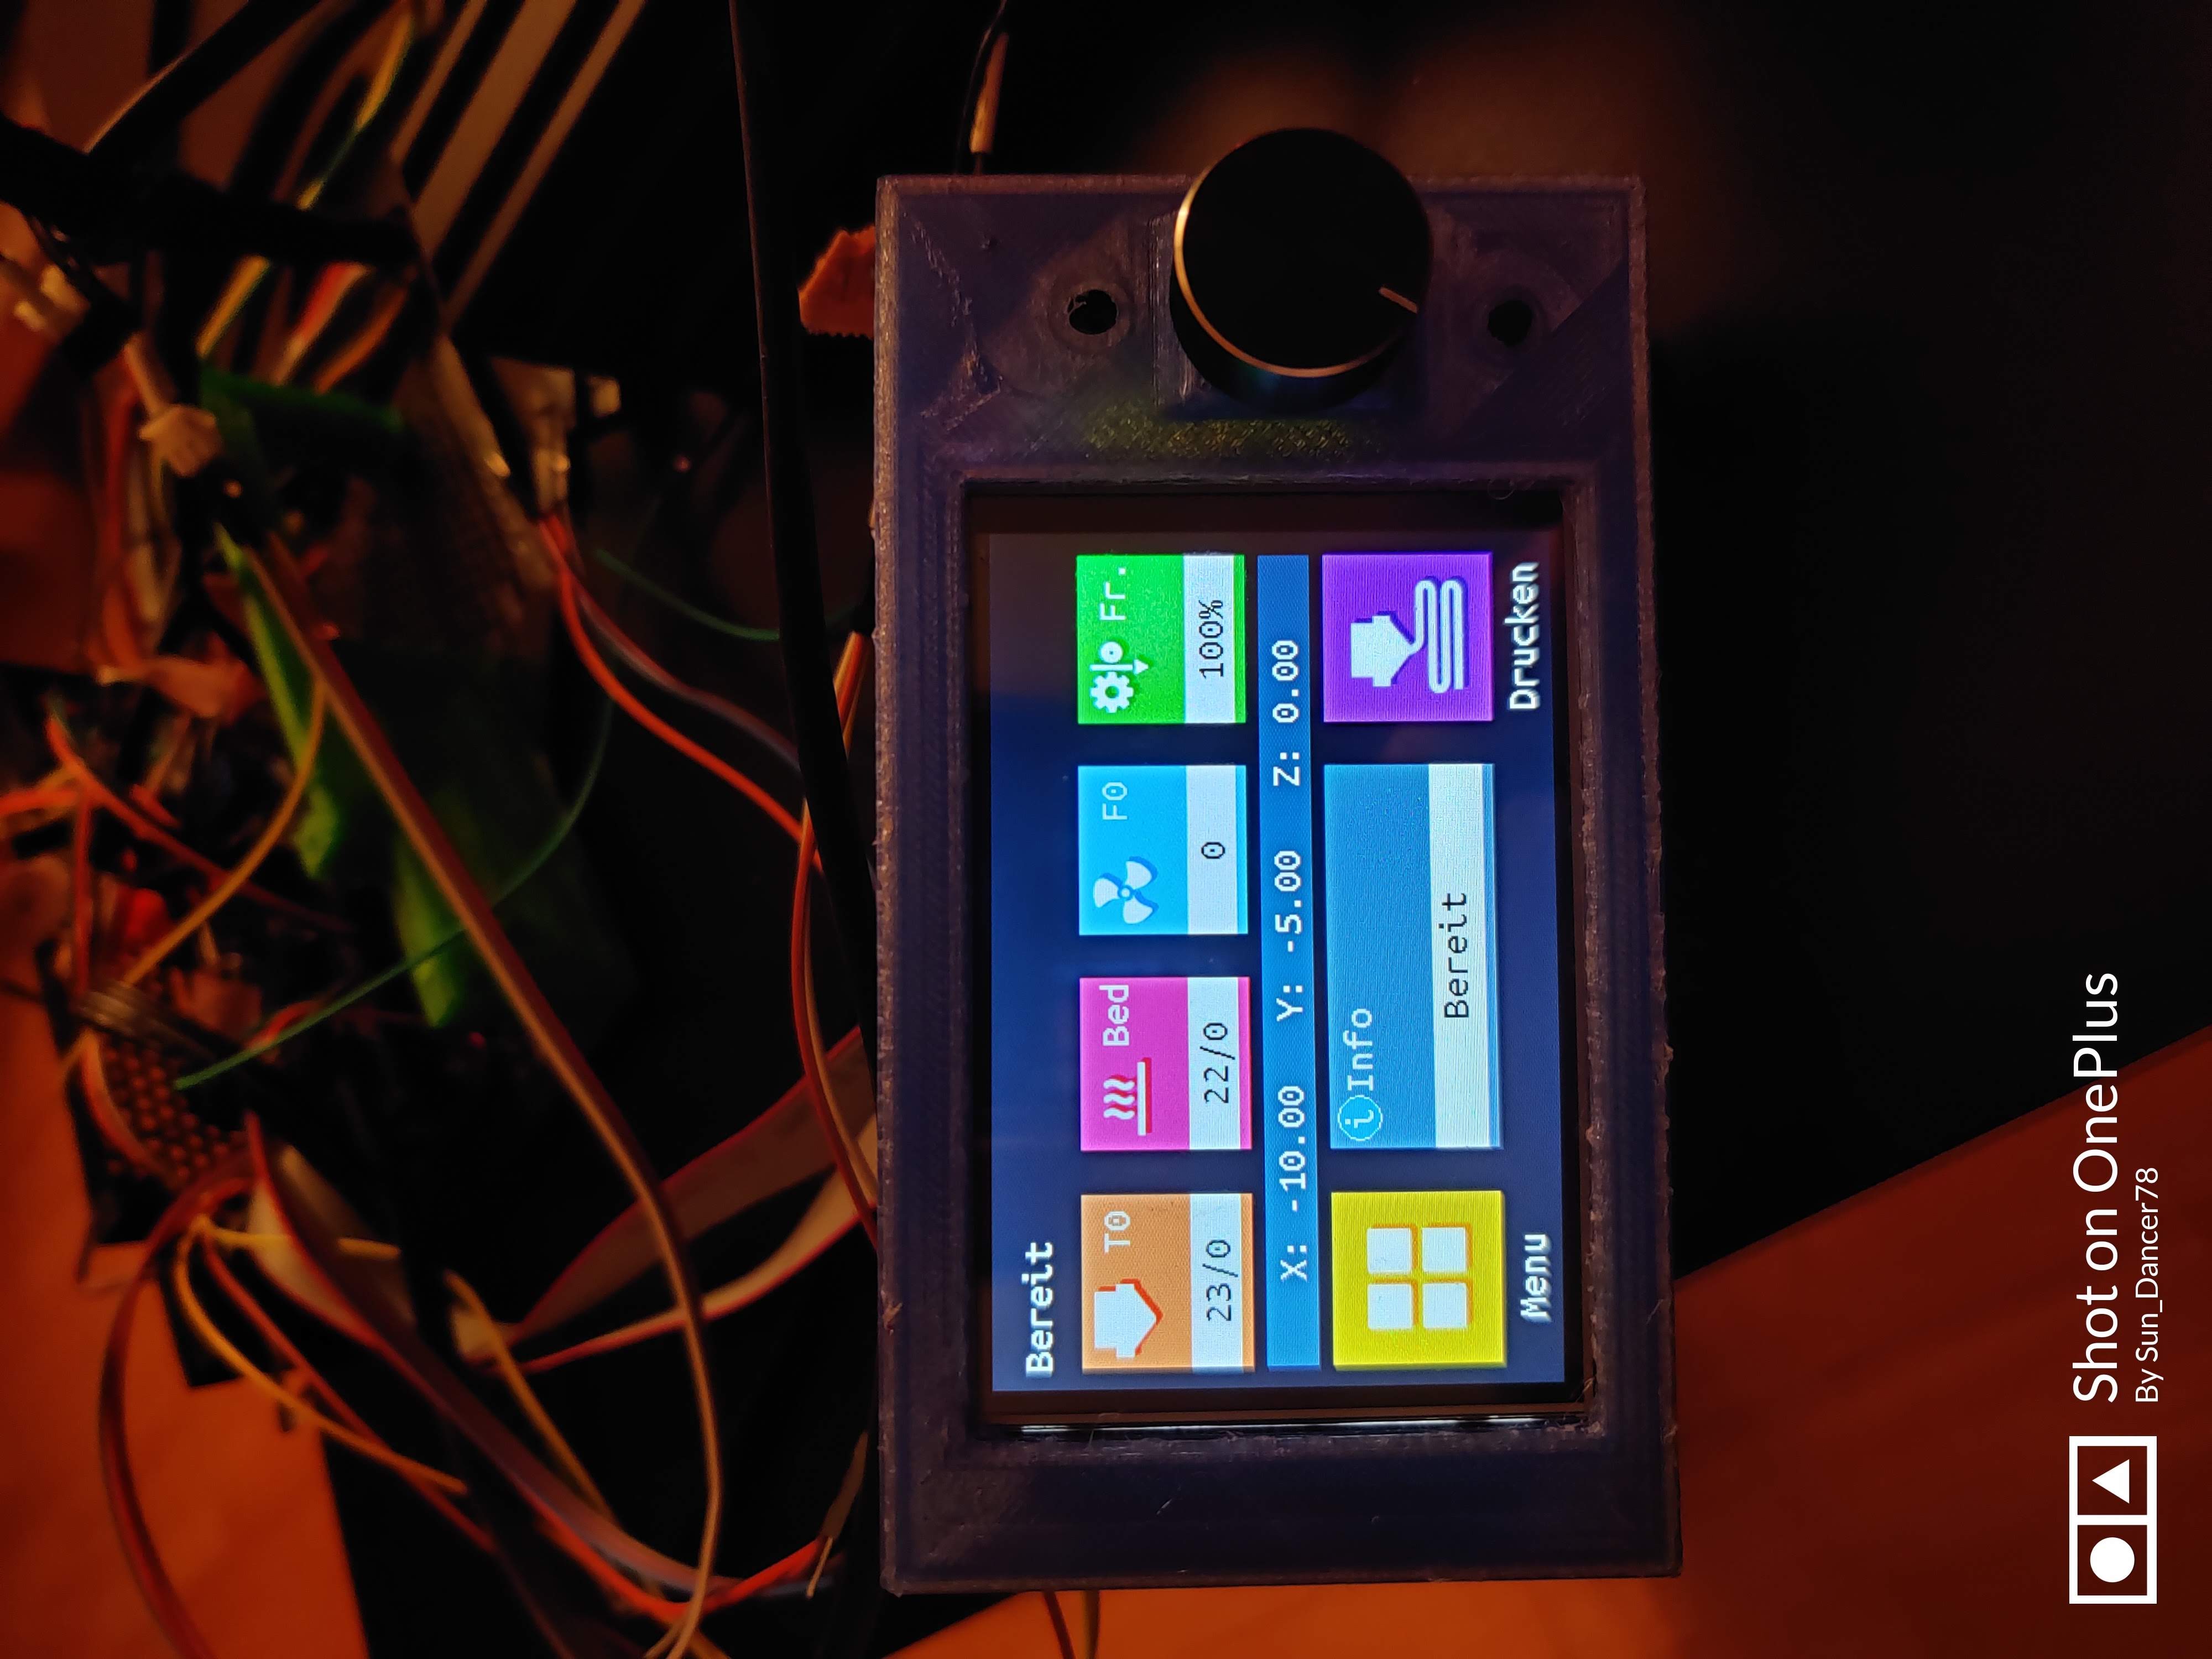 Bereit
T0 Bed F0 Fr.
23/0 22/0 0 100%
X: -10.00 Y: -5.00 Z: 0.00
i Info
Bereit
Menu Drucken
Shot on OnePlus
By Sun_Dancer78